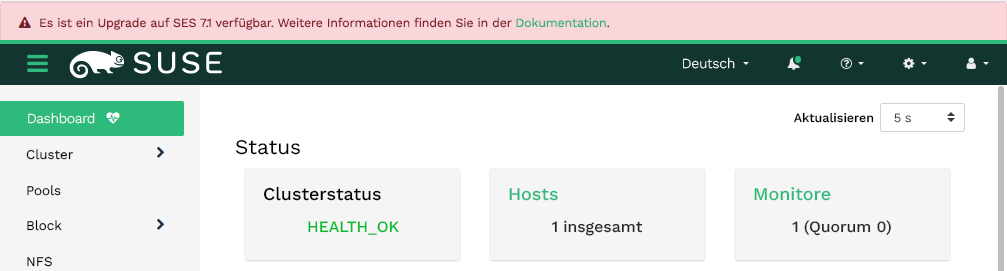 Es ist ein Upgrade auf SES 7.1 verfügbar. Weitere Informationen finden Sie in der Dokumentation.
SUSE Deutsch
Dashboard
Aktualisieren 5 s
Cluster
Status
Pools
Clusterstatus Hosts Monitore
Block
HEALTH_OK 1 insgesamt 1 (Quorum 0)
NFS